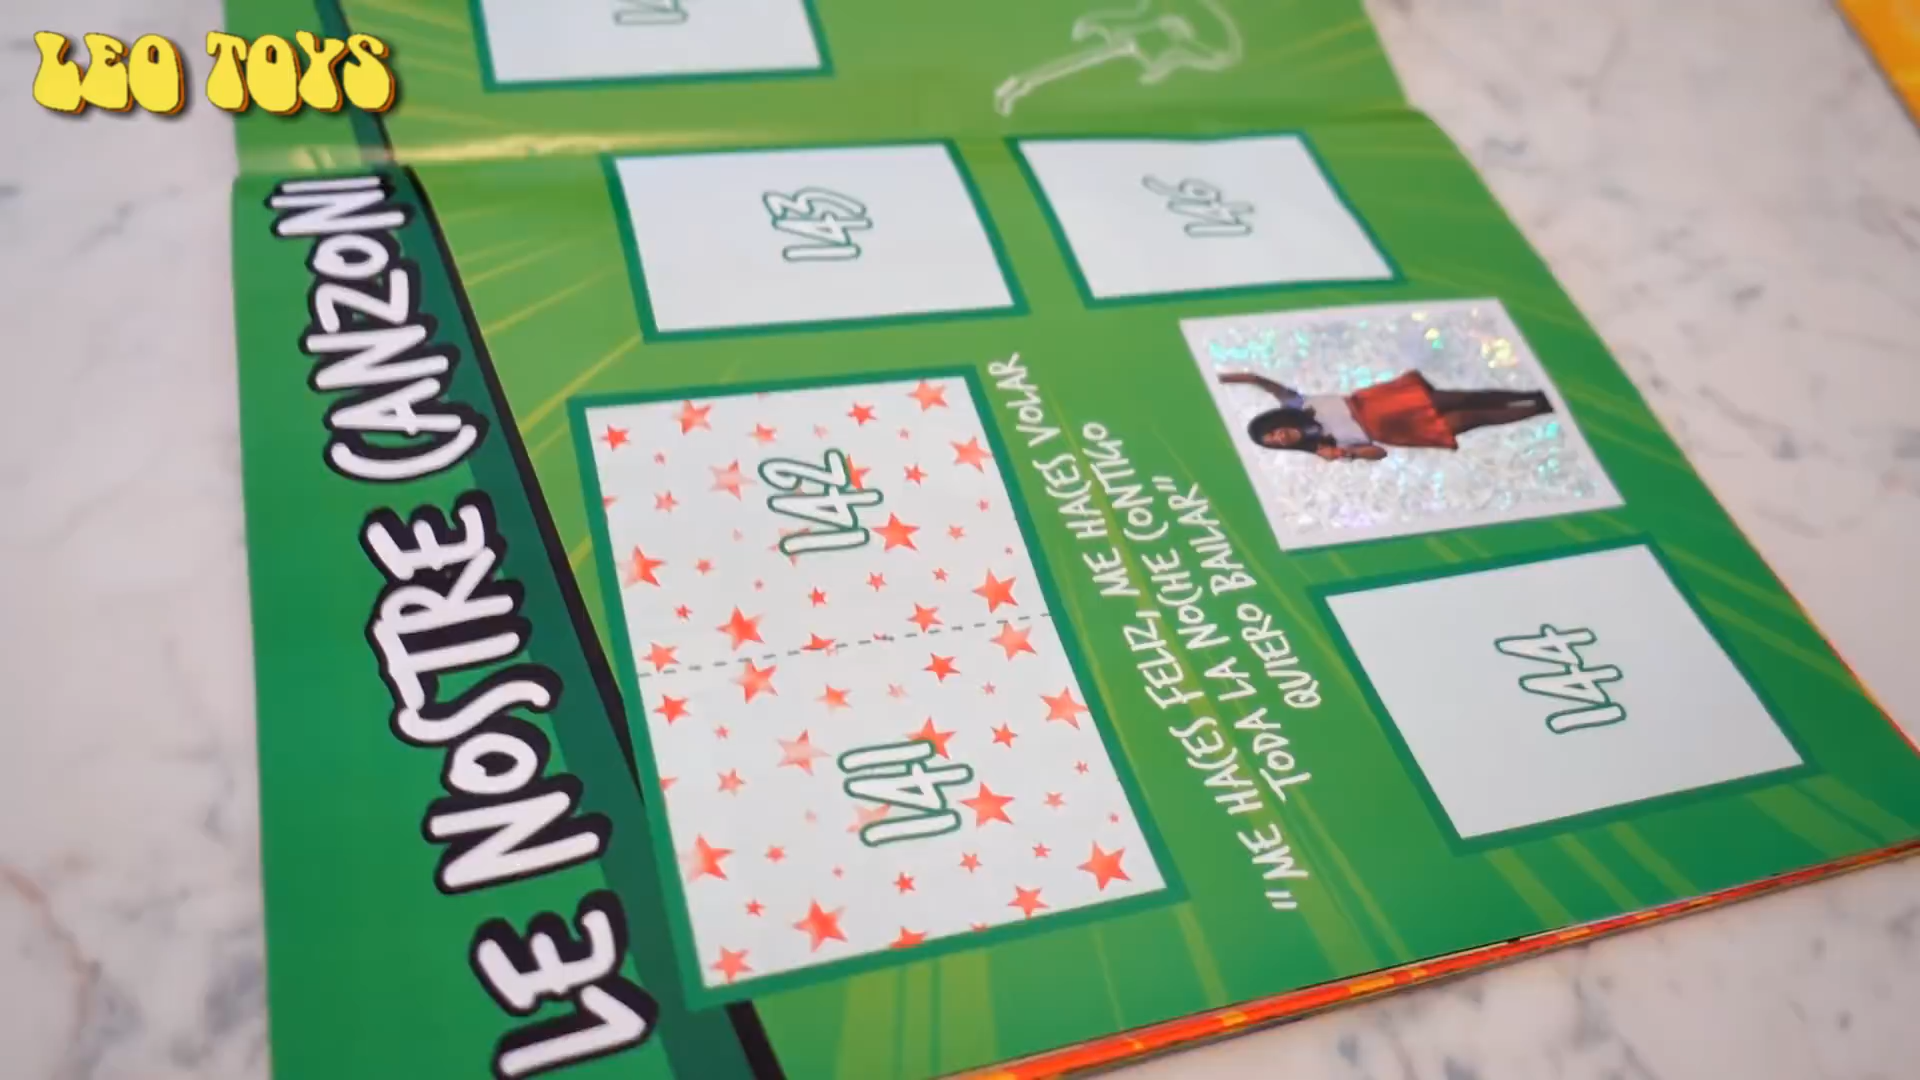 LEO TOYS
LE NOSTRE CANZONI
143
146
142
141
"ME HACES FELIZ, ME HACES VOLAR
TODA LA NOCHE CONTIGO
QUIERO BAILAR"
144